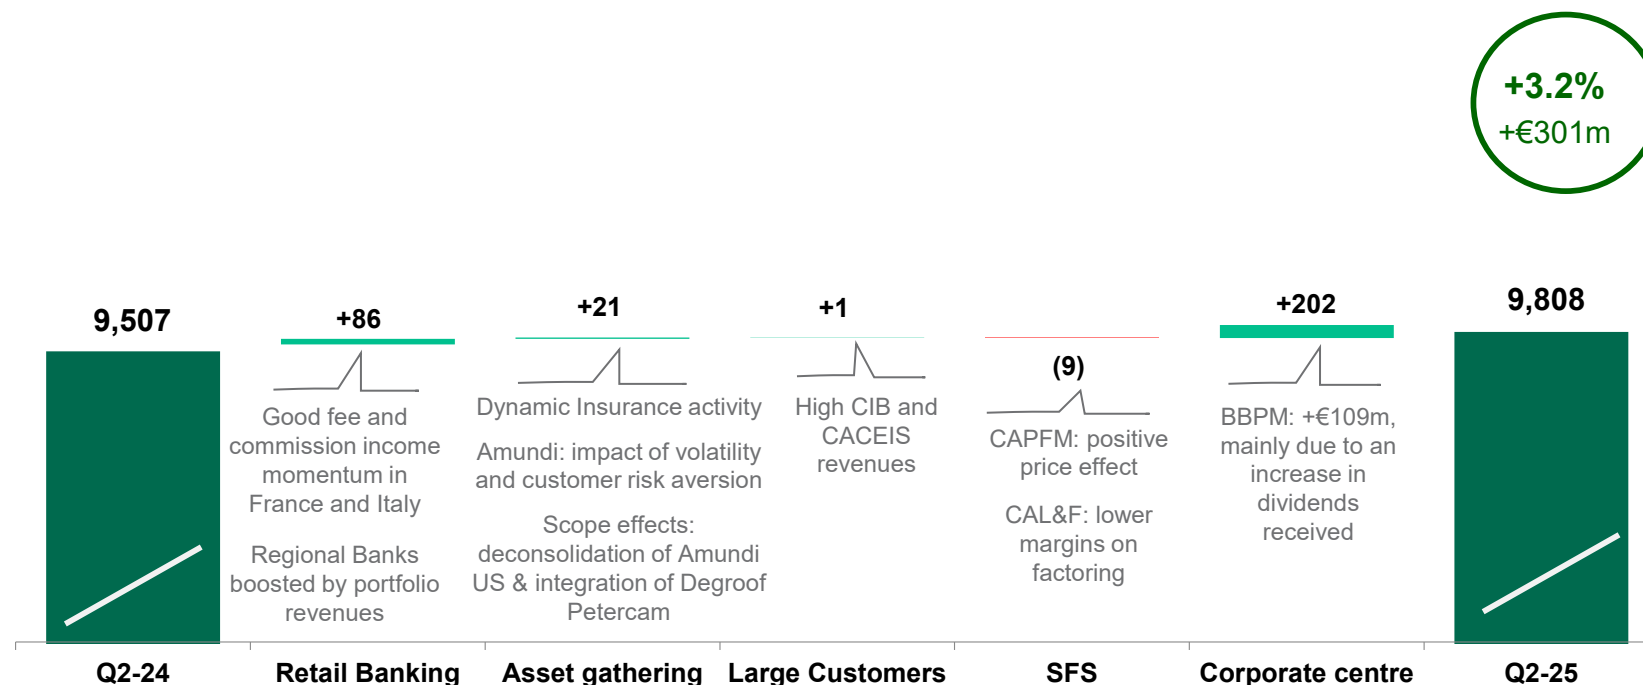 +3.2%
+€301m
9,507
+86
Good fee and
commission income
momentum in
France and Italy
Regional Banks
boosted by portfolio
revenues
+21
Dynamic Insurance activity
Amundi: impact of volatility
and customer risk aversion
Scope effects:
deconsolidation of Amundi
US & integration of Degroof
Petercam
+1
High CIB and
CACEIS
revenues
(9)
CAPFM: positive
price effect
CAL&F: lower
margins on
factoring
+202
BBPM: +€109m,
mainly due to an
increase in
dividends
received
9,808
Q2-24
Retail Banking
Asset gathering
Large Customers
SFS
Corporate centre
Q2-25